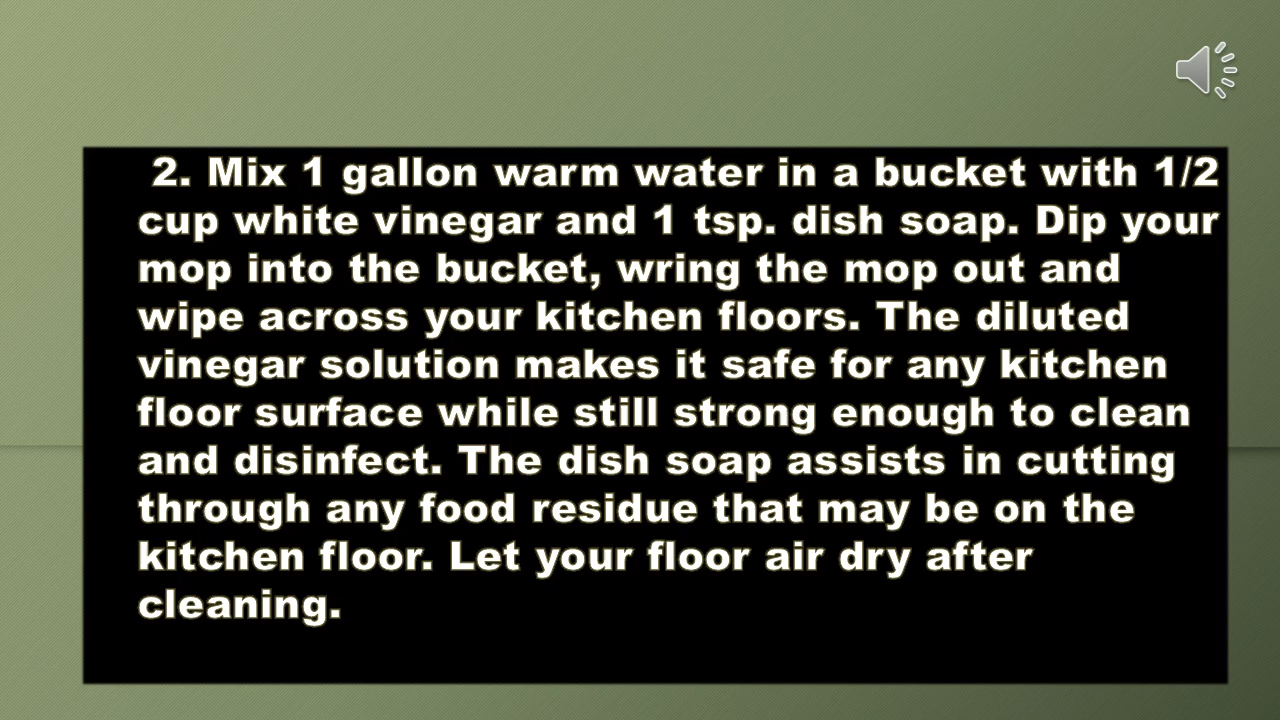 2. Mix 1 gallon warm water in a bucket with 1/2
cup white vinegar and 1 tsp. dish soap. Dip your
mop into the bucket, wring the mop out and
wipe across your kitchen floors. The diluted
vinegar solution makes it safe for any kitchen
floor surface while still strong enough to clean
and disinfect. The dish soap assists in cutting
through any food residue that may be on the
kitchen floor. Let your floor air dry after
cleaning.